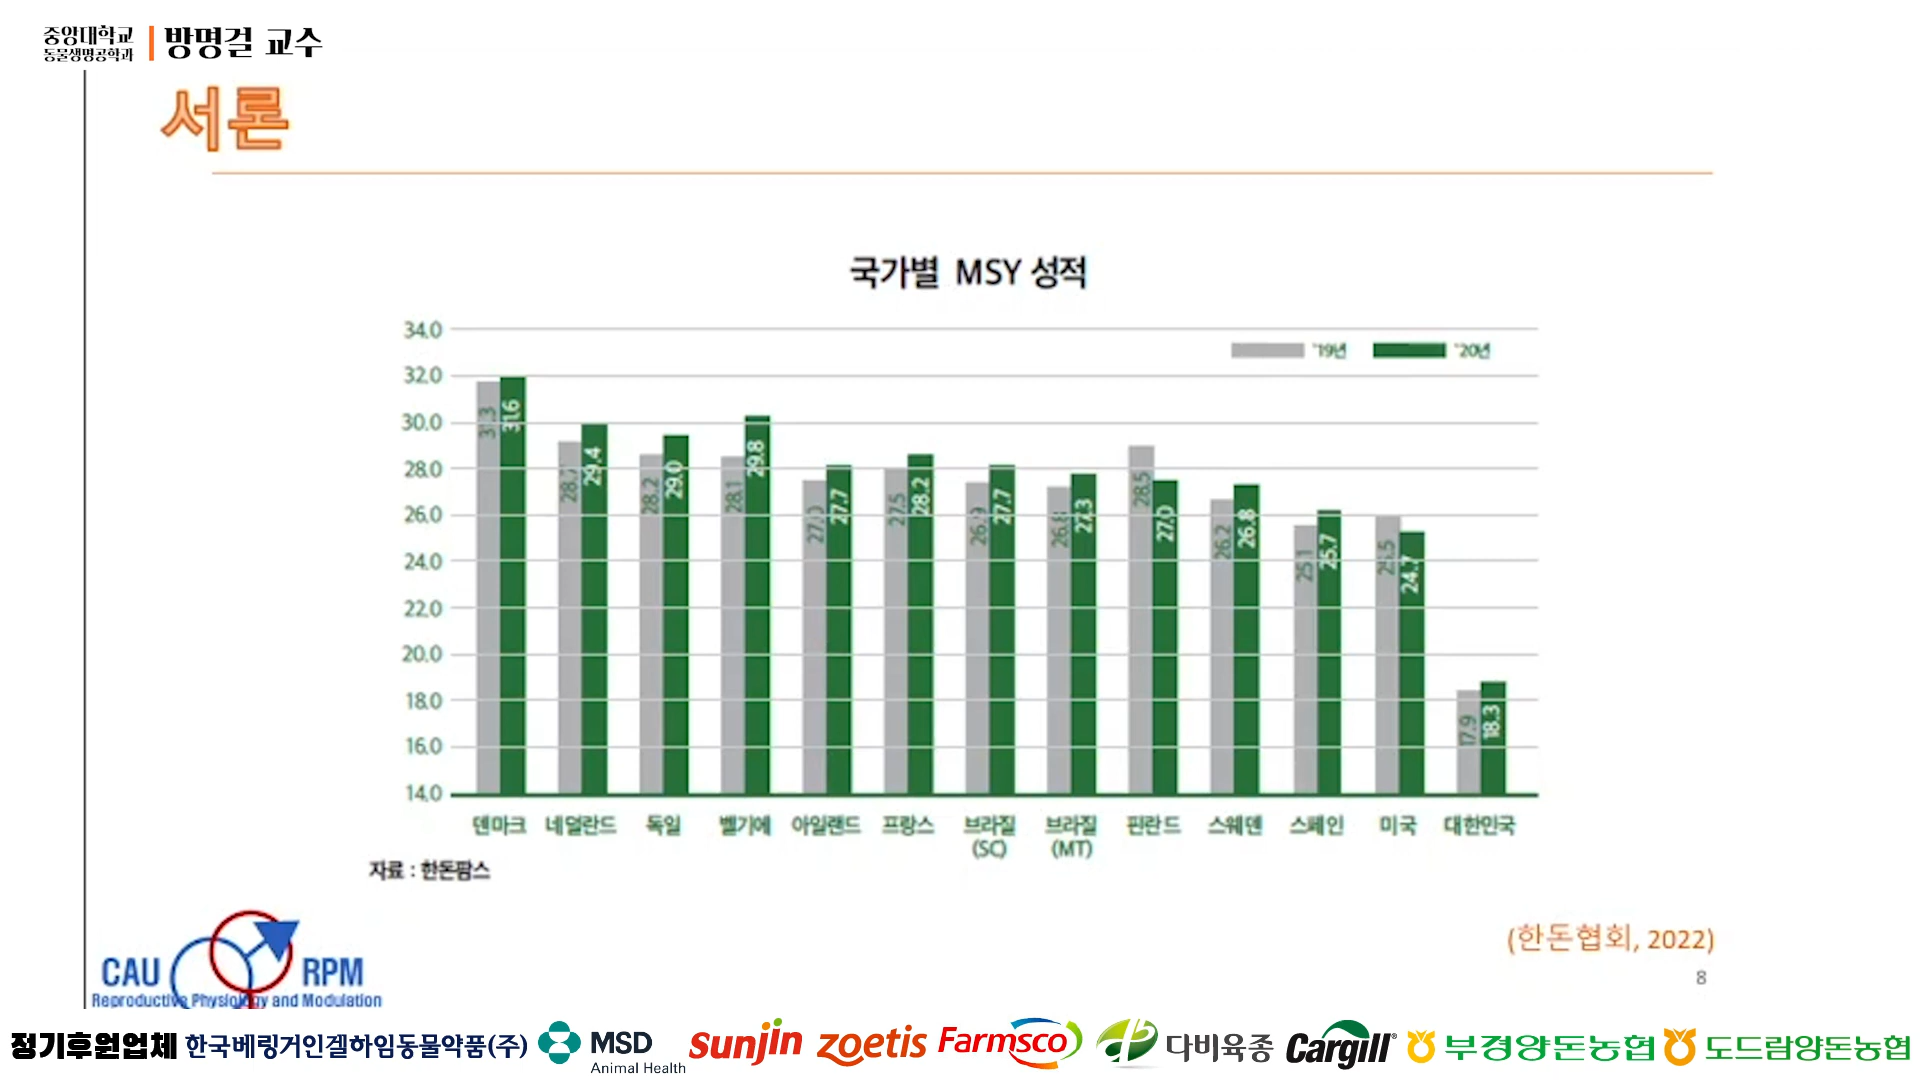 중앙대학교
동물생명공학과
방명걸 교수
서론
국가별 MSY 성적
'19년 '20년
34.0
32.0
30.0
28.0
26.0
24.0
22.0
20.0
18.0
16.0
14.0
31.3 31.6
28.7 29.4
28.2 29.0
28.1 29.8
27.0 27.7
27.5 28.2
26.9 27.7
26.8 27.3
28.5 27.0
26.2 26.8
25.1 25.7
25.5 24.7
17.9 18.3
덴마크 네덜란드 독일 벨기에 아일랜드 프랑스 브라질 (SC) 브라질 (MT) 핀란드 스웨덴 스페인 미국 대한민국
자료 : 한돈팜스
(한돈협회, 2022)
8
CAU RPM
Reproductive Physiology and Modulation
정기후원업체 한국베링거인겔하임동물약품(주) MSD Animal Health Sunjin zoetis Farmsco 다비육종 Cargill® 부경양돈농협 도드람양돈농협